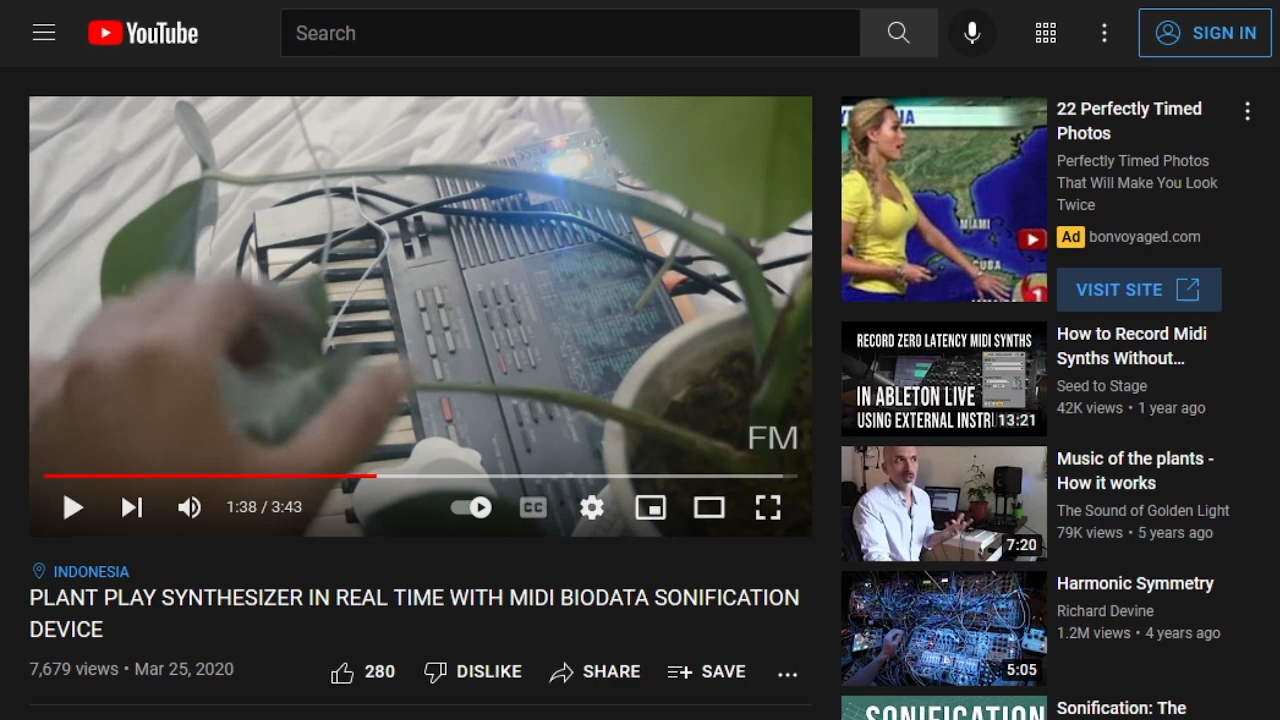 YouTube
Search
SIGN IN
FM
1:38 / 3:43
CC
INDONESIA
PLANT PLAY SYNTHESIZER IN REAL TIME WITH MIDI BIODATA SONIFICATION
DEVICE
7,679 views • Mar 25, 2020
280
DISLIKE
SHARE
SAVE
MIAMI
CUBA
1
22 Perfectly Timed
Photos
Perfectly Timed Photos
That Will Make You Look
Twice
Ad bonvoyaged.com
VISIT SITE
RECORD ZERO LATENCY MIDI SYNTHS
IN ABLETON LIVE
USING EXTERNAL INSTR
13:21
How to Record Midi
Synths Without...
Seed to Stage
42K views • 1 year ago
7:20
Music of the plants -
How it works
The Sound of Golden Light
79K views • 5 years ago
5:05
Harmonic Symmetry
Richard Devine
1.2M views • 4 years ago
SONIFICATION
Sonification: The